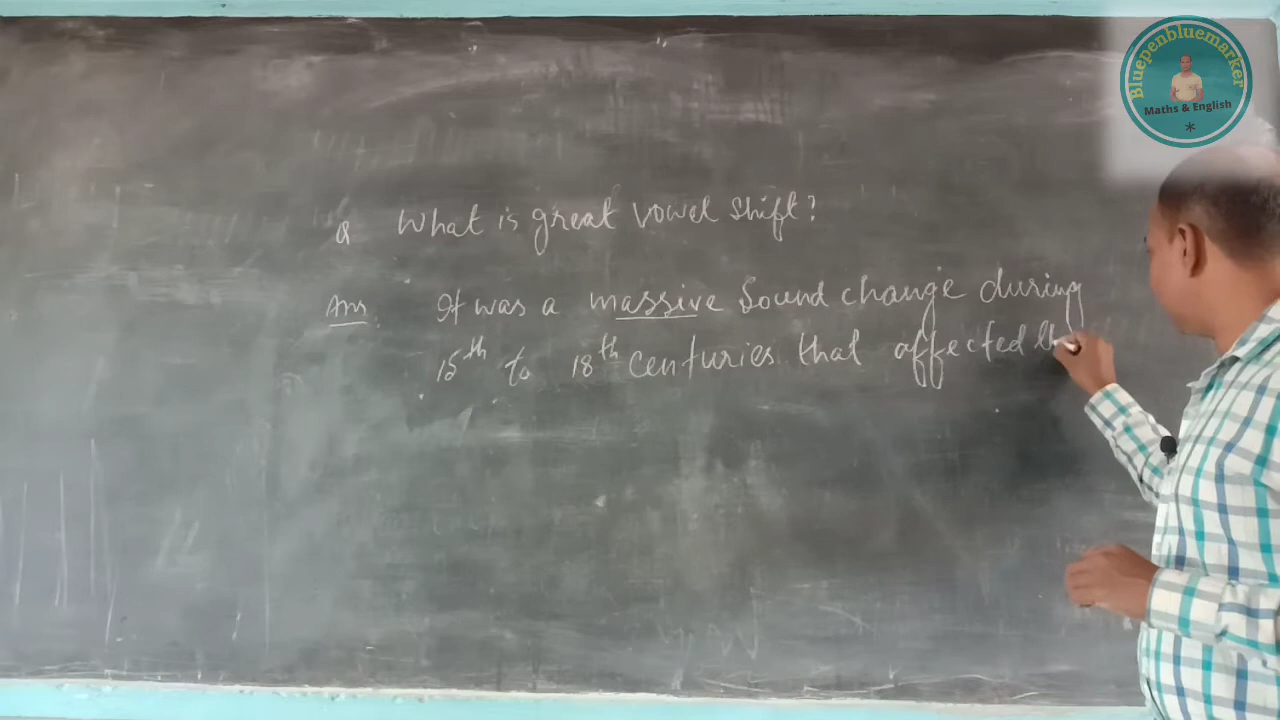 Bluepenbluemarker
Maths & English
*
Q What is great vowel shift?
Ans. It was a massive sound change during
15th to 18th centuries that affected